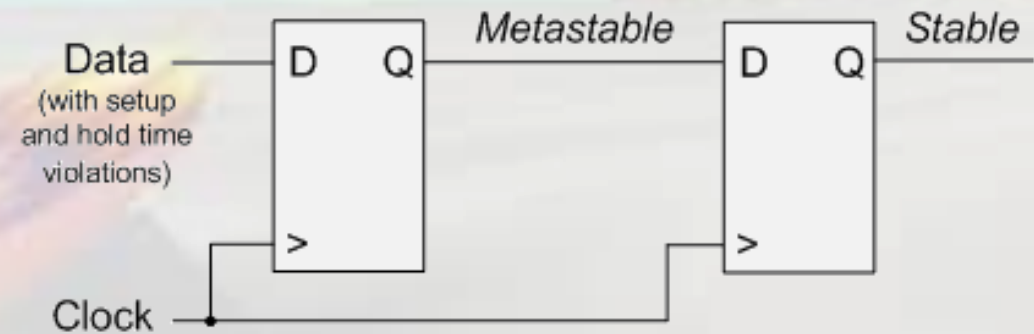 Metastable
Stable
Data
D Q
D Q
(with setup
and hold time
violations)
>
>
Clock